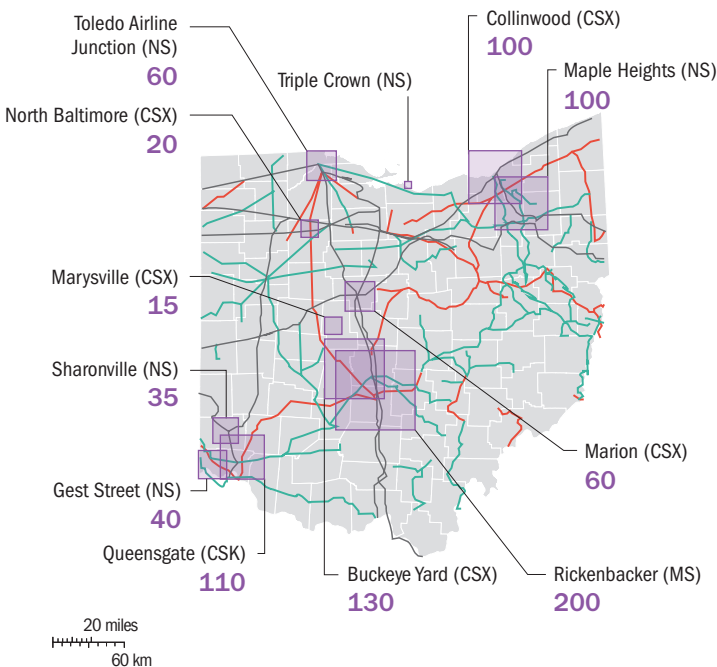 Toledo Airline
Junction (NS)
60
North Baltimore (CSX)
20
Triple Crown (NS)
Collinwood (CSX)
100
Maple Heights (NS)
100
Marysville (CSX)
15
Sharonville (NS)
35
Gest Street (NS)
40
Queensgate (CSK)
110
Buckeye Yard (CSX)
130
Rickenbacker (MS)
200
Marion (CSX)
60
20 miles
60 km